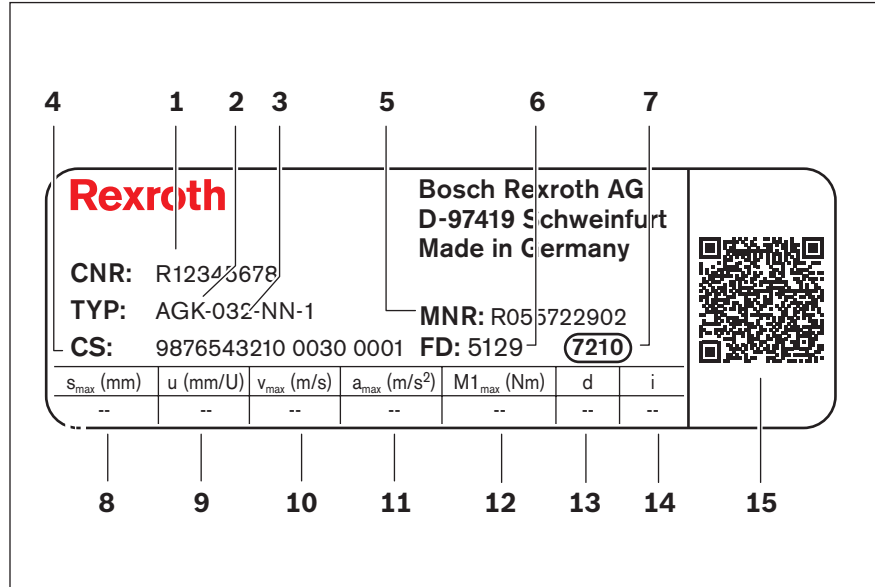 4 1 2 3 5 6 7
Rexroth
Bosch Rexroth AG
D-97419 Schweinfurt
Made in Germany
CNR: R12345678
TYP: AGK-032-NN-1
MNR: R055722902
CS: 9876543210 0030 0001 FD: 5129 7210
smax (mm) u (mm/U) vmax (m/s) amax (m/s²) M1max (Nm) d i
-- -- -- -- -- -- --
8 9 10 11 12 13 14 15